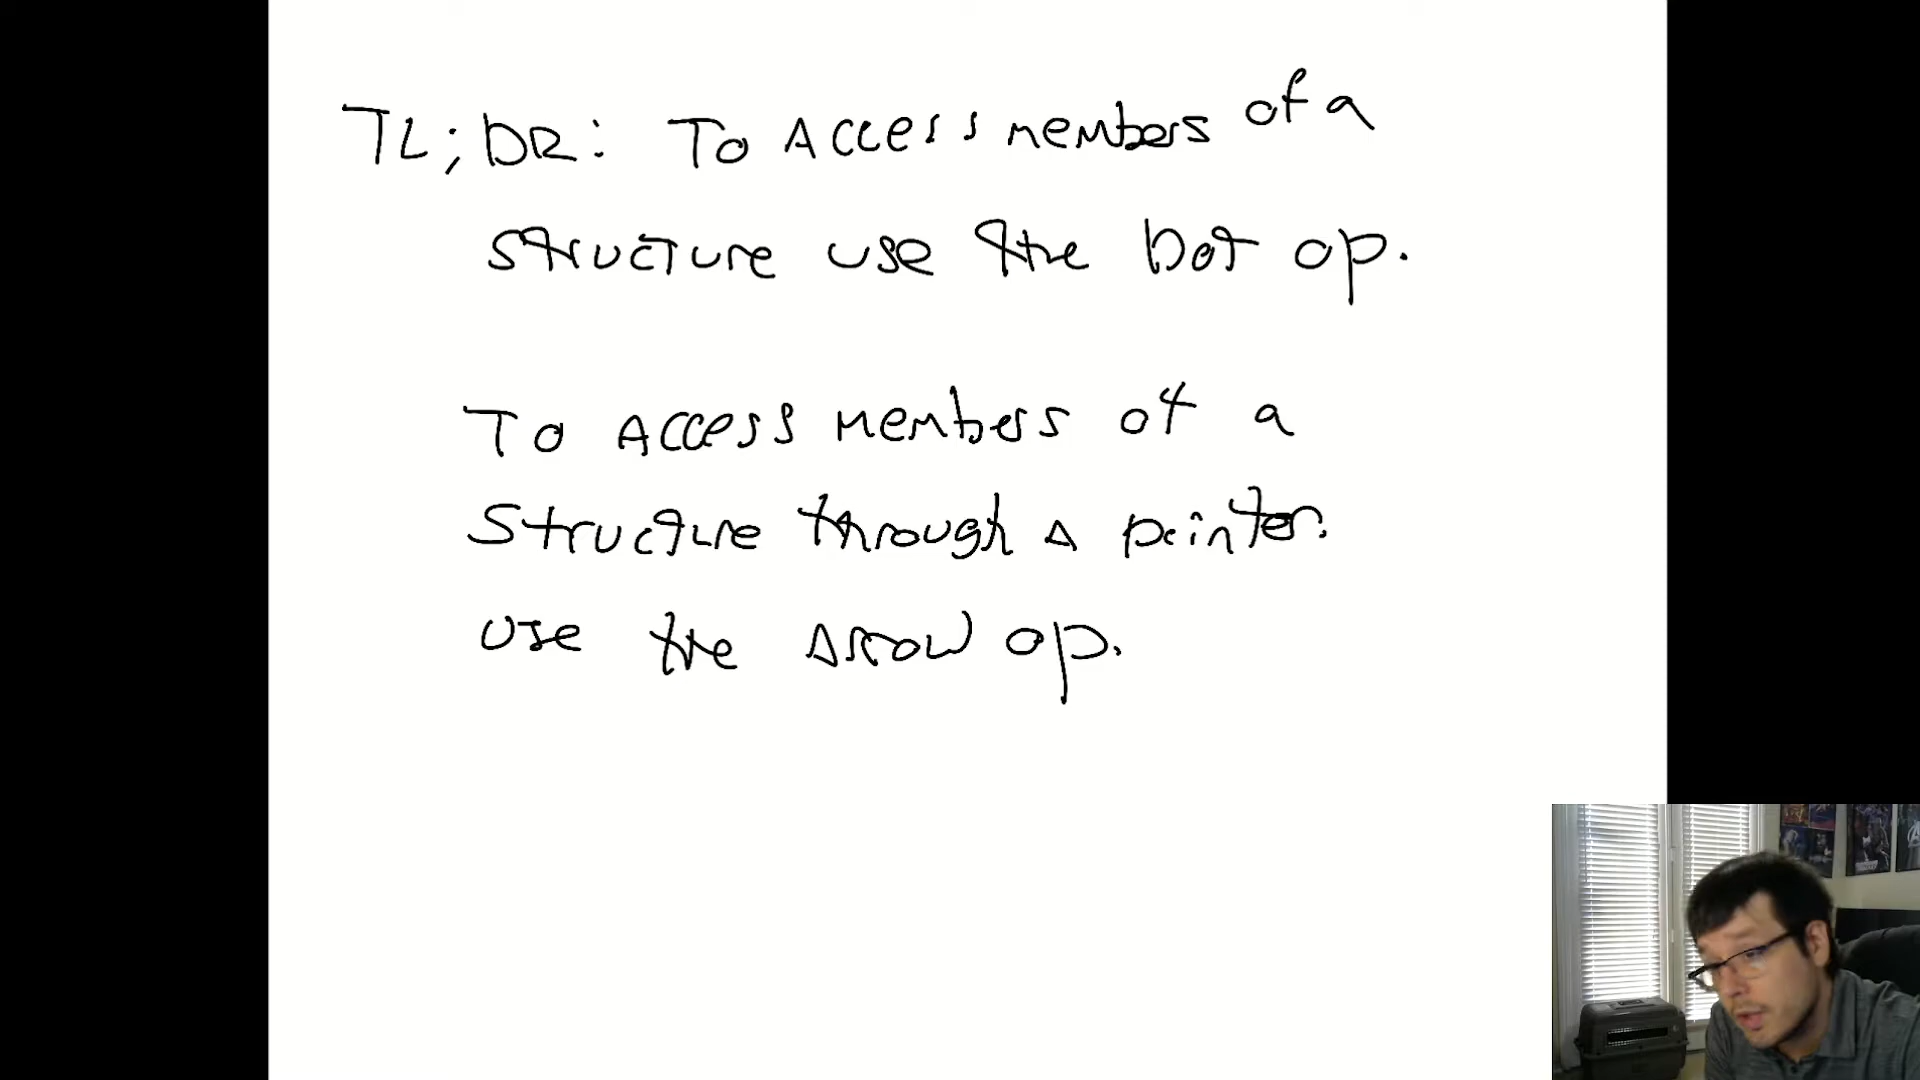 TL;DR: To Access members of a
structure use the Dot op.
To Access members of a
Structure through a pointer.
use the Arrow op.